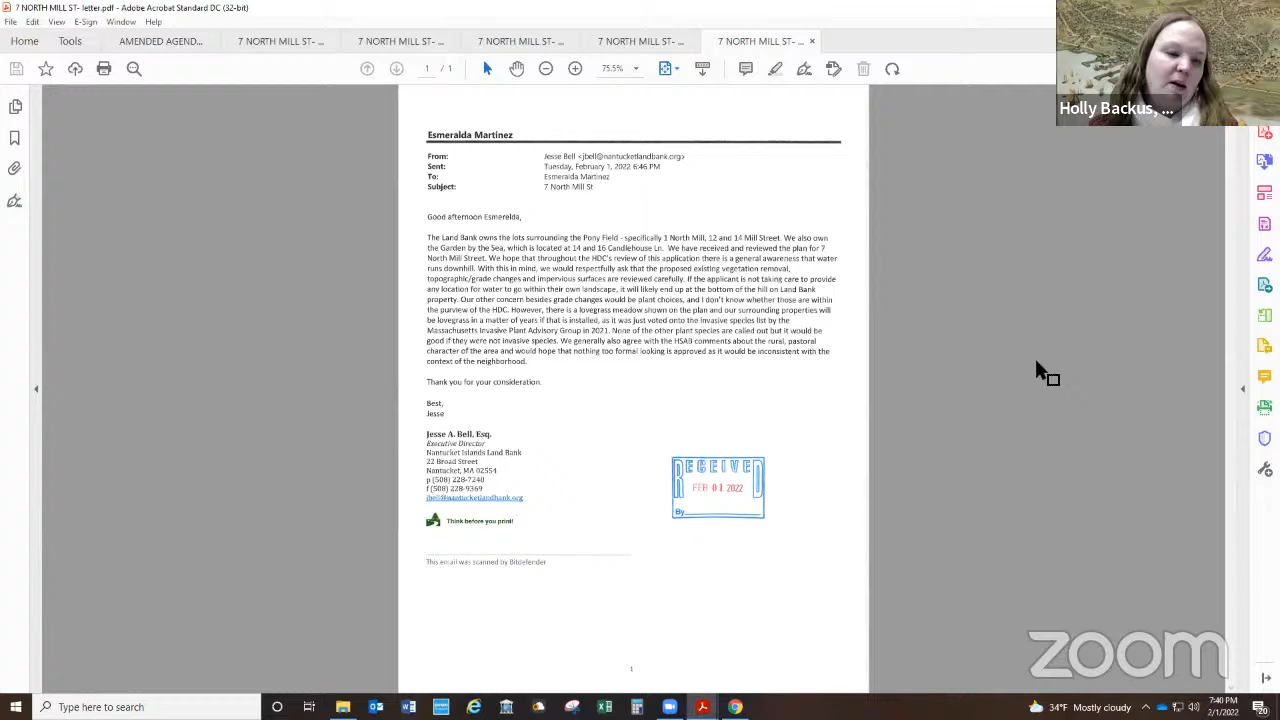 7 NORTH MILL ST- letter.pdf - Adobe Acrobat Standard DC (32-bit)
File Edit View Window Help
Home Tools AMENDED AGEND... 7 NORTH MILL ST- ... 7 NORTH MILL ST- ... 7 NORTH MILL ST- ... 7 NORTH MILL ST- ... 7 NORTH MILL ST- ... ×
1 / 1 75.5%
Holly Backus, ...
Esmeralda Martinez
From: Jesse Bell <jbell@nantucketlandbank.org>
Sent: Tuesday, February 1, 2022 6:46 PM
To: Esmeralda Martinez
Subject: 7 North Mill St
Good afternoon Esmerelda,
The Land Bank owns the lots surrounding the Pony Field - specifically 1 North Mill, 12 and 14 Mill Street. We also own
the Garden by the Sea, which is located at 14 and 16 Candlehouse Ln. We have received and reviewed the plan for 7
North Mill Street. We hope that throughout the HDC's review of this application there is a general awareness that water
runs downhill. With this in mind, we would respectfully ask that the proposed existing vegetation removal,
topographic/grade changes and impervious surfaces are reviewed carefully. If the applicant is not taking care to provide
any location for water to go within their own landscape, it will likely end up at the bottom of the hill on Land Bank
property. Our other concern besides grade changes would be plant choices, and I don't know whether those are within
the purview of the HDC. However, there is a lovegrass meadow shown on the plan and our surrounding properties will
be lovegrass in a matter of years if that is installed, as it was just voted onto the invasive species list by the
Massachusetts Invasive Plant Advisory Group in 2021. None of the other plant species are called out but it would be
good if they were not invasive species. We generally also agree with the HSAB comments about the rural, pastoral
character of the area and would hope that nothing too formal looking is approved as it would be inconsistent with the
context of the neighborhood.
Thank you for your consideration.
Best,
Jesse
Jesse A. Bell, Esq.
Executive Director
Nantucket Islands Land Bank
22 Broad Street
Nantucket, MA 02554
p (508) 228-7240
f (508) 228-9369
jbell@nantucketlandbank.org
Think before you print!
RECEIVED
FEB 01 2022
By
This email was scanned by Bitdefender
1
zoom
Type here to search
34°F Mostly cloudy
7:40 PM
2/1/2022